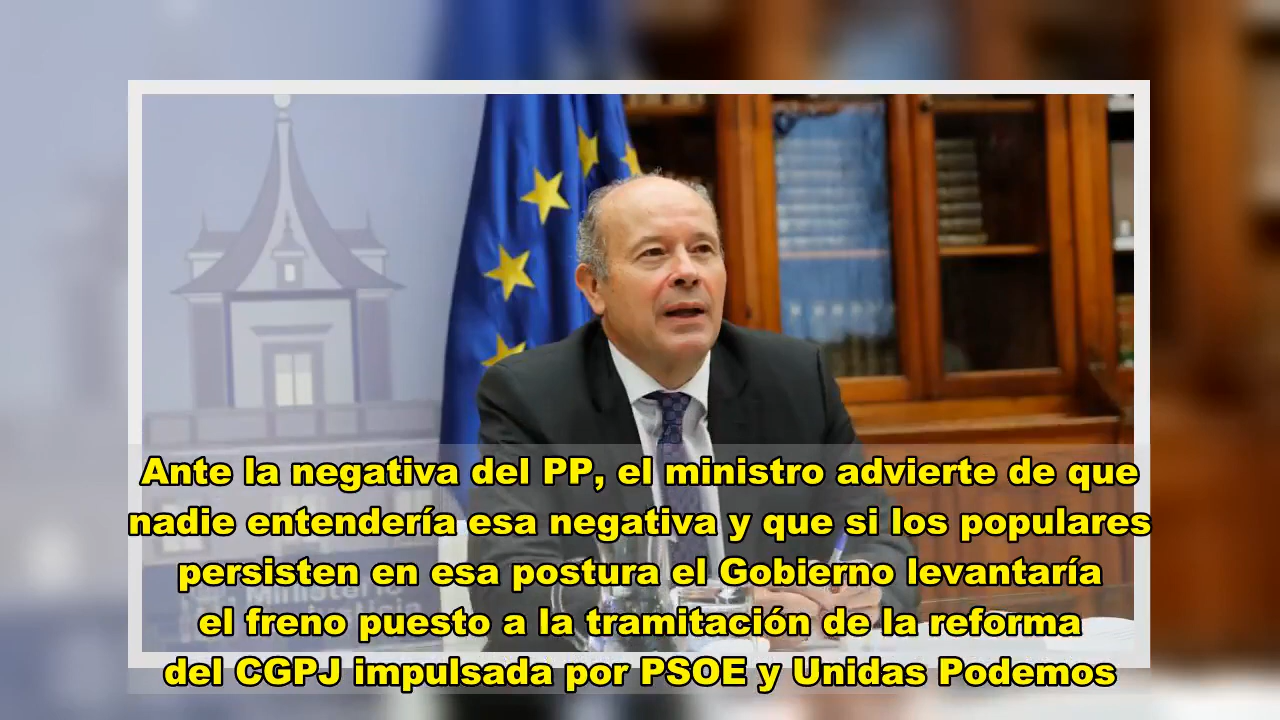 Ante la negativa del PP, el ministro advierte de que
nadie entendería esa negativa y que si los populares
persisten en esa postura el Gobierno levantaría
el freno puesto a la tramitación de la reforma
del CGPJ impulsada por PSOE y Unidas Podemos
Ministerio